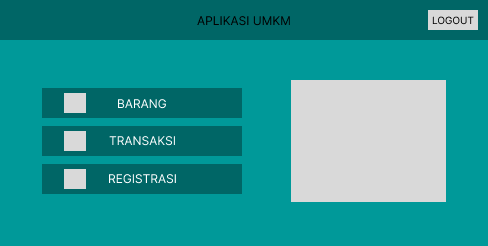 APLIKASI UMKM
LOGOUT
BARANG
TRANSAKSI
REGISTRASI